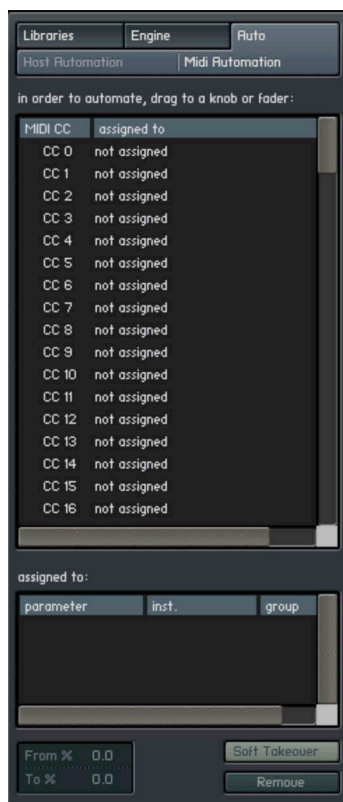 Libraries Engine Auto
Host Automation Midi Automation
in order to automate, drag to a knob or fader:
MIDI CC assigned to
CC 0 not assigned
CC 1 not assigned
CC 2 not assigned
CC 3 not assigned
CC 4 not assigned
CC 5 not assigned
CC 6 not assigned
CC 7 not assigned
CC 8 not assigned
CC 9 not assigned
CC 10 not assigned
CC 11 not assigned
CC 12 not assigned
CC 13 not assigned
CC 14 not assigned
CC 15 not assigned
CC 16 not assigned
assigned to:
parameter inst. group
From % 0.0 Soft Takeover
To % 0.0 Remove